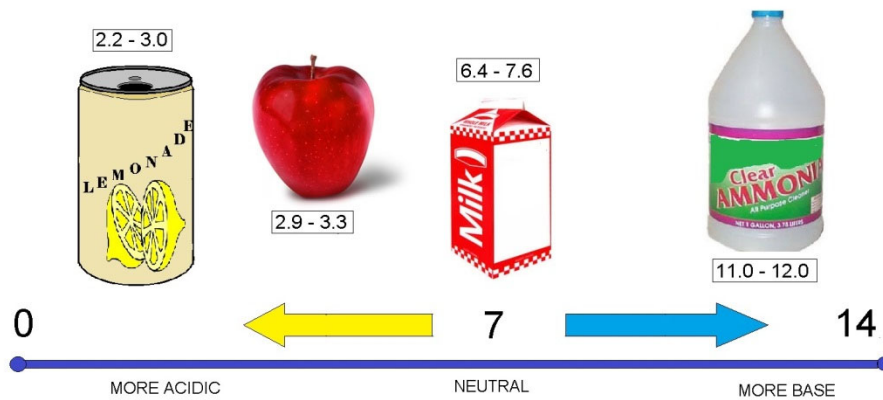 2.2 - 3.0
LEMONADE
2.9 - 3.3
6.4 - 7.6
Milk
Clear
AMMONIA
All Purpose Cleaner
11.0 - 12.0
0
7
14
MORE ACIDIC
NEUTRAL
MORE BASE